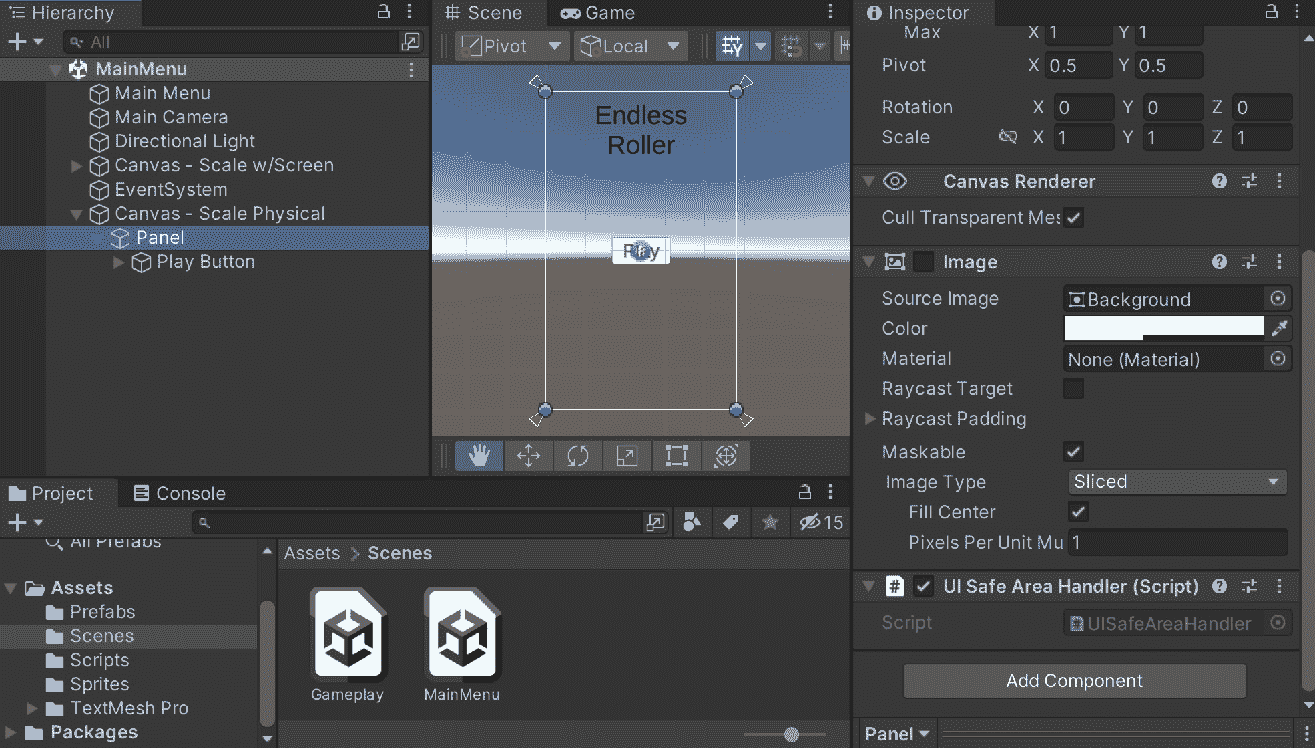 Hierarchy
All
MainMenu
Main Menu
Main Camera
Directional Light
Canvas - Scale w/Screen
EventSystem
Canvas - Scale Physical
Panel
Play Button
Scene
Game
Pivot
Local
Endless
Roller
Play
Project
Console
15
All Prefabs
Assets
Prefabs
Scenes
Scripts
Sprites
TextMesh Pro
Packages
Assets > Scenes
Gameplay
MainMenu
Inspector
Max X 1 Y 1
Pivot X 0.5 Y 0.5
Rotation X 0 Y 0 Z 0
Scale X 1 Y 1 Z 1
Canvas Renderer
Cull Transparent Mes
Image
Source Image Background
Color
Material None (Material)
Raycast Target
Raycast Padding
Maskable
Image Type Sliced
Fill Center
Pixels Per Unit Mu 1
# UI Safe Area Handler (Script)
Script UISafeAreaHandler
Add Component
Panel